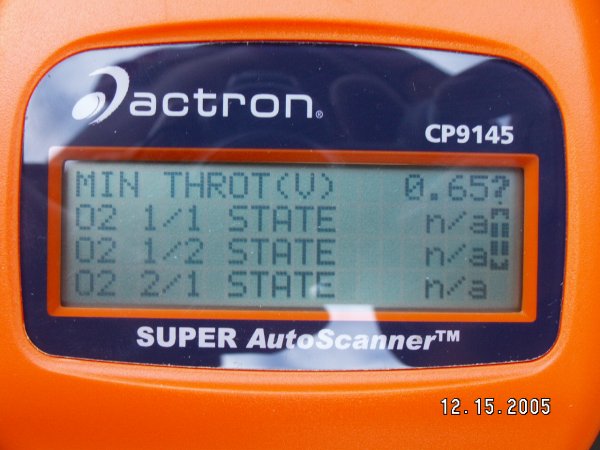 actron®
CP9145
MIN THROT(V) 0.65?
O2 1/1 STATE n/a
O2 1/2 STATE n/a
O2 2/1 STATE n/a
SUPER AutoScanner™
12.15.2005